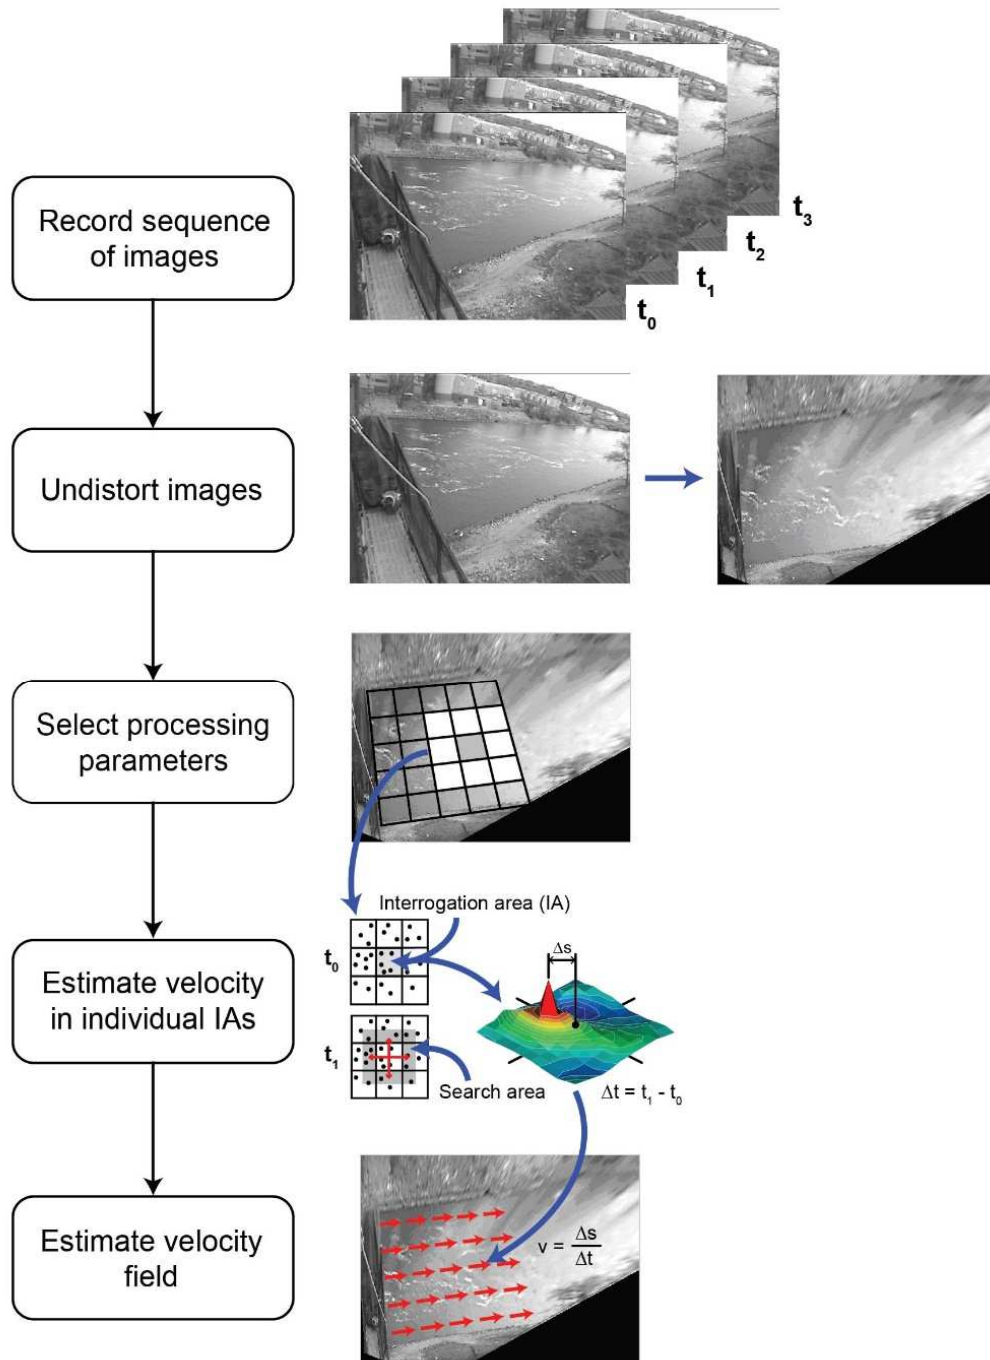 Record sequence
of images
t0
t1
t2
t3
Undistort images
Select processing
parameters
Interrogation area (IA)
t0
Δs
Estimate velocity
in individual IAs
t1
Search area
Δt = t1 - t0
Estimate velocity
field
v = Δs
Δt